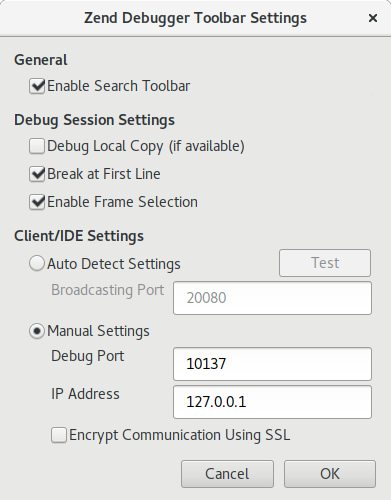 Zend Debugger Toolbar Settings
General
Enable Search Toolbar
Debug Session Settings
Debug Local Copy (if available)
Break at First Line
Enable Frame Selection
Client/IDE Settings
Auto Detect Settings Test
Broadcasting Port 20080
Manual Settings
Debug Port 10137
IP Address 127.0.0.1
Encrypt Communication Using SSL
Cancel OK